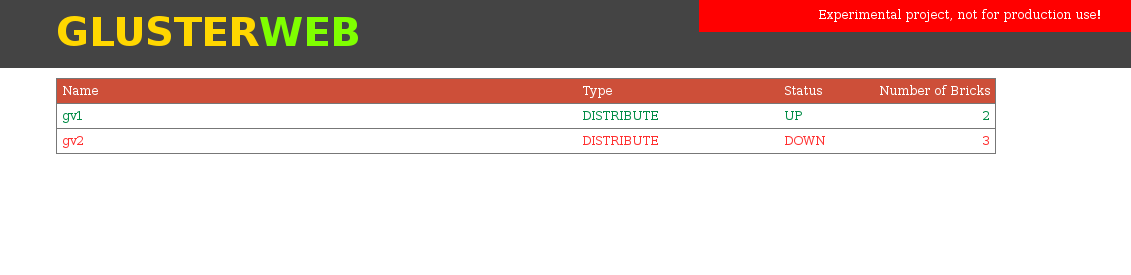 GLUSTERWEB
Experimental project, not for production use!
Name Type Status Number of Bricks
gv1 DISTRIBUTE UP 2
gv2 DISTRIBUTE DOWN 3